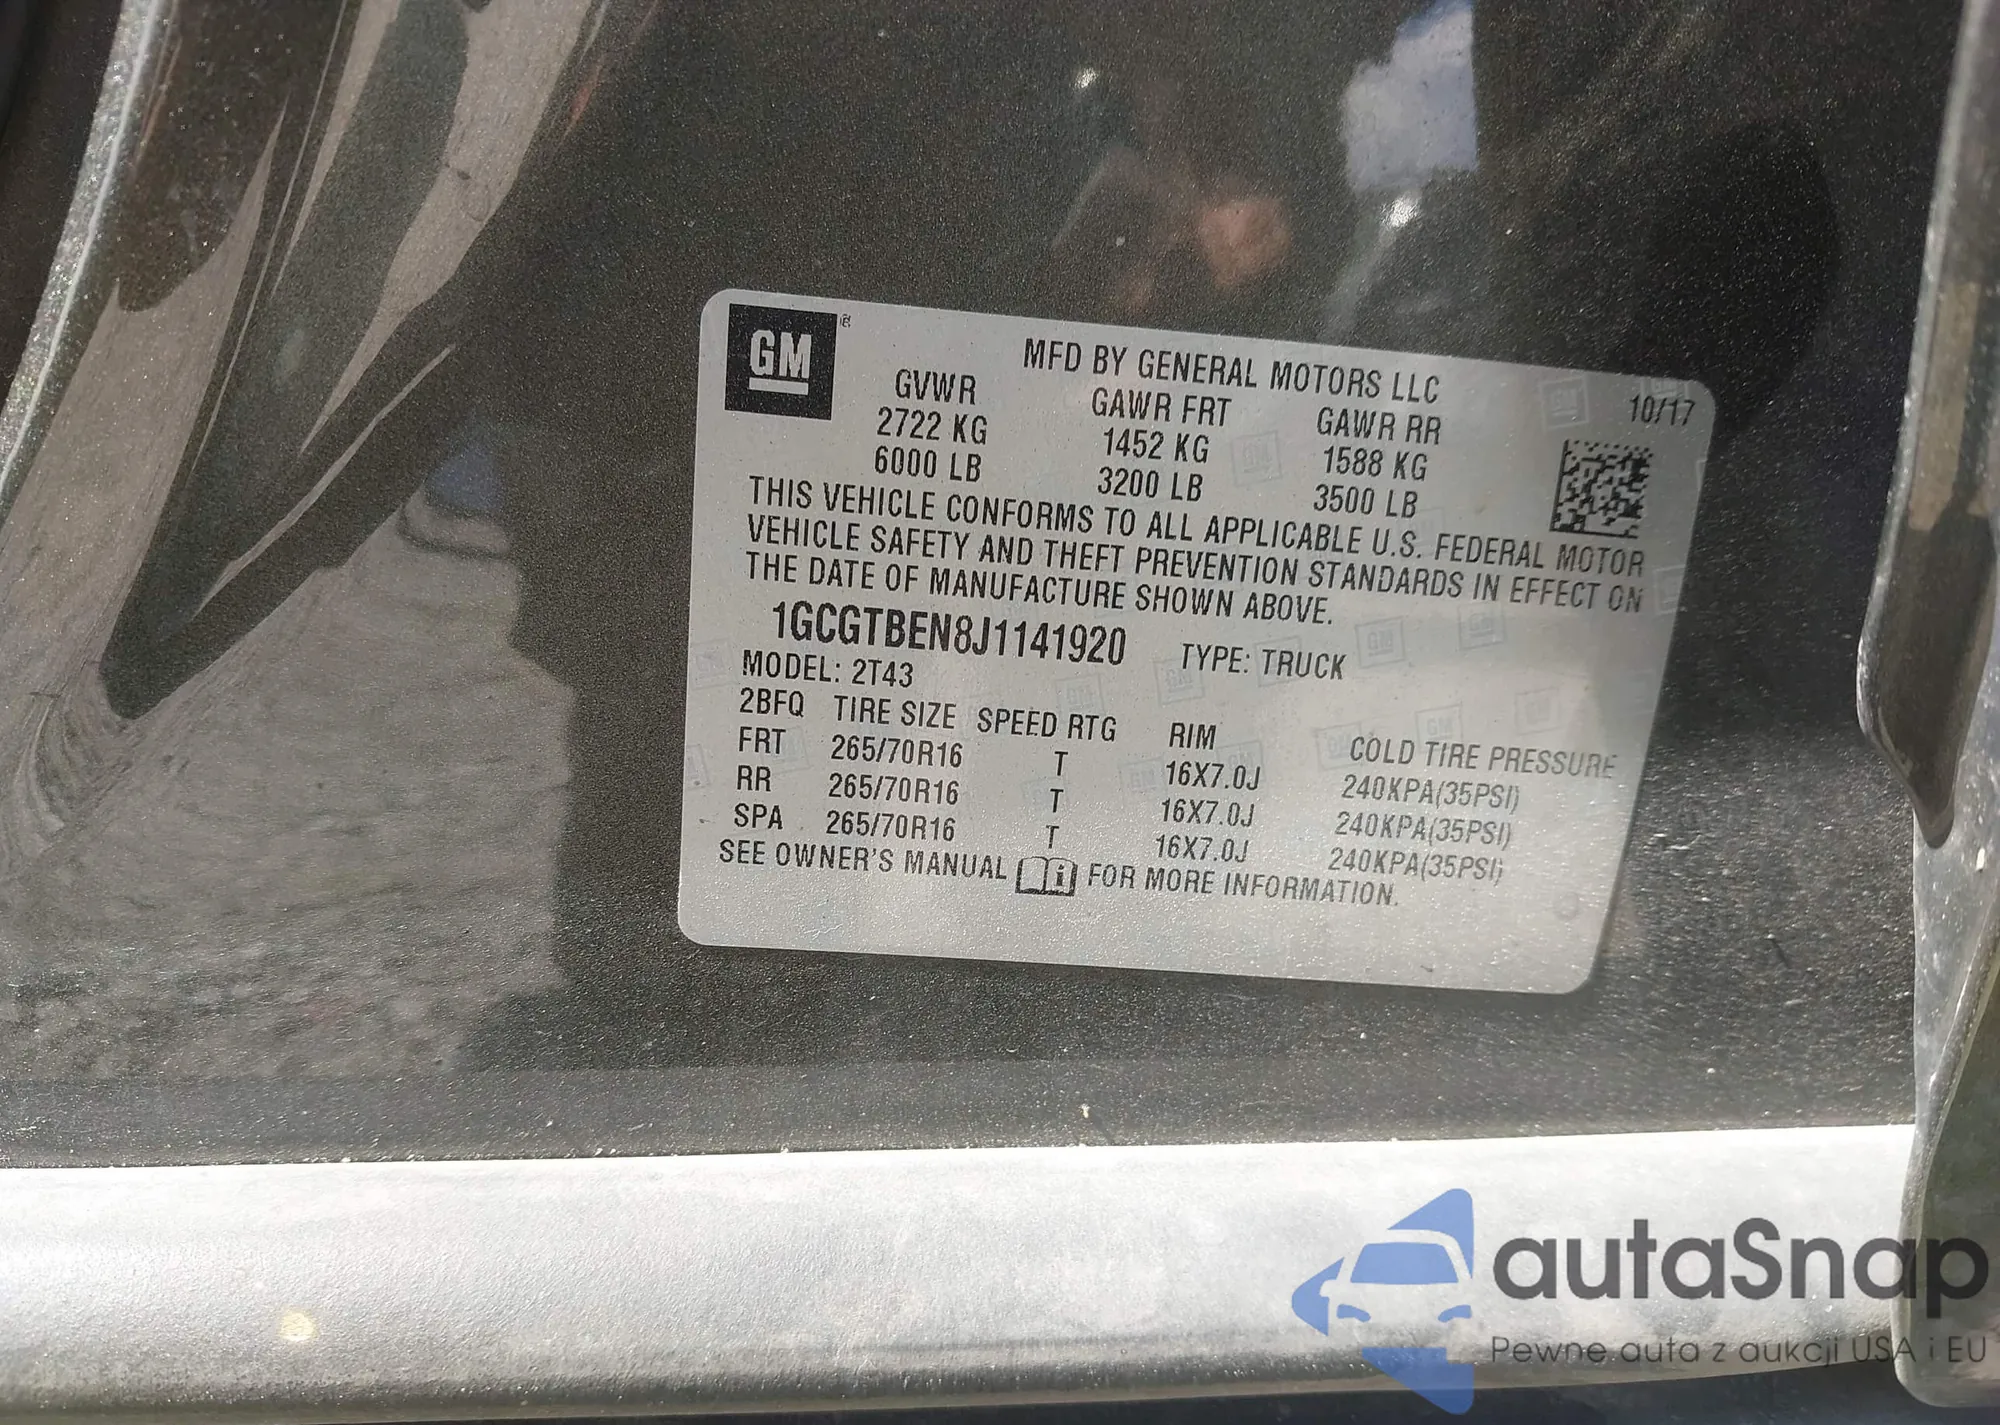 GM
MFD BY GENERAL MOTORS LLC
10/17
GVWR GAWR FRT GAWR RR
2722 KG 1452 KG 1588 KG
6000 LB 3200 LB 3500 LB
THIS VEHICLE CONFORMS TO ALL APPLICABLE U.S. FEDERAL MOTOR
VEHICLE SAFETY AND THEFT PREVENTION STANDARDS IN EFFECT ON
THE DATE OF MANUFACTURE SHOWN ABOVE.
1GCGTBEN8J1141920 TYPE: TRUCK
MODEL: 2T43
2BFQ TIRE SIZE SPEED RTG RIM COLD TIRE PRESSURE
FRT 265/70R16 T 16X7.0J 240KPA(35PSI)
RR 265/70R16 T 16X7.0J 240KPA(35PSI)
SPA 265/70R16 T 16X7.0J 240KPA(35PSI)
SEE OWNER'S MANUAL FOR MORE INFORMATION.
autaSnap
Pewne auta z aukcji USA i EU